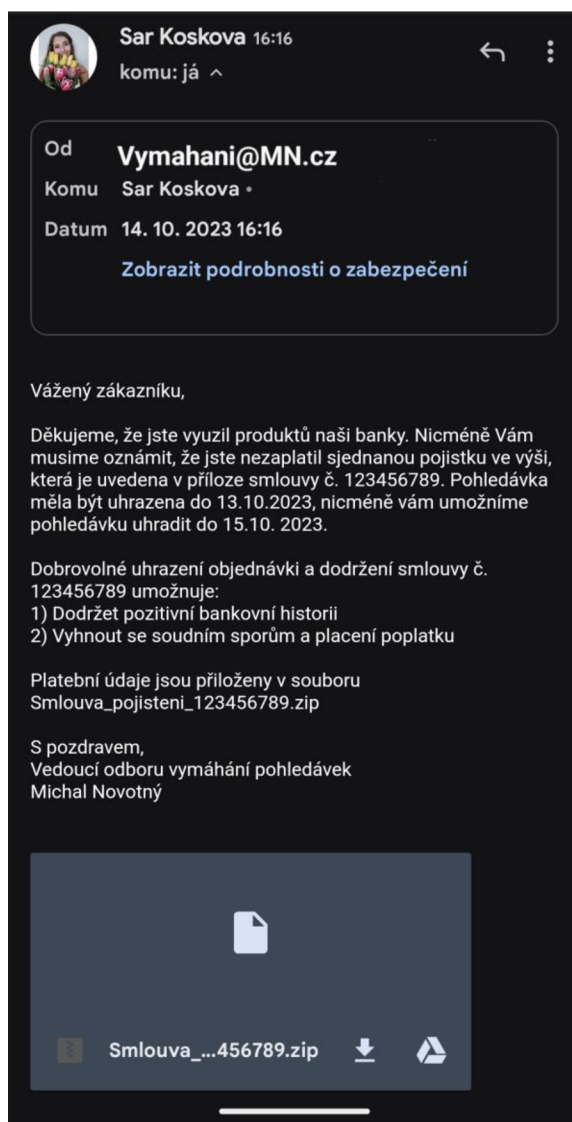 Sar Koskova 16:16
komu: já
Od Vymahani@MN.cz
Komu Sar Koskova
Datum 14. 10. 2023 16:16
Zobrazit podrobnosti o zabezpečení
Vážený zákazníku,
Děkujeme, že jste vyuzil produktů naši banky. Nicméně Vám
musime oznámit, že jste nezaplatil sjednanou pojistku ve výši,
která je uvedena v příloze smlouvy č. 123456789. Pohledávka
měla být uhrazena do 13.10.2023, nicméně vám umožníme
pohledávku uhradit do 15.10. 2023.
Dobrovolné uhrazení objednávki a dodržení smlouvy č.
123456789 umožnuje:
1) Dodržet pozitivní bankovní historii
2) Vyhnout se soudním sporům a placení poplatku
Platební údaje jsou přiloženy v souboru
Smlouva_pojisteni_123456789.zip
S pozdravem,
Vedoucí odboru vymáhání pohledávek
Michal Novotný
Smlouva_...456789.zip